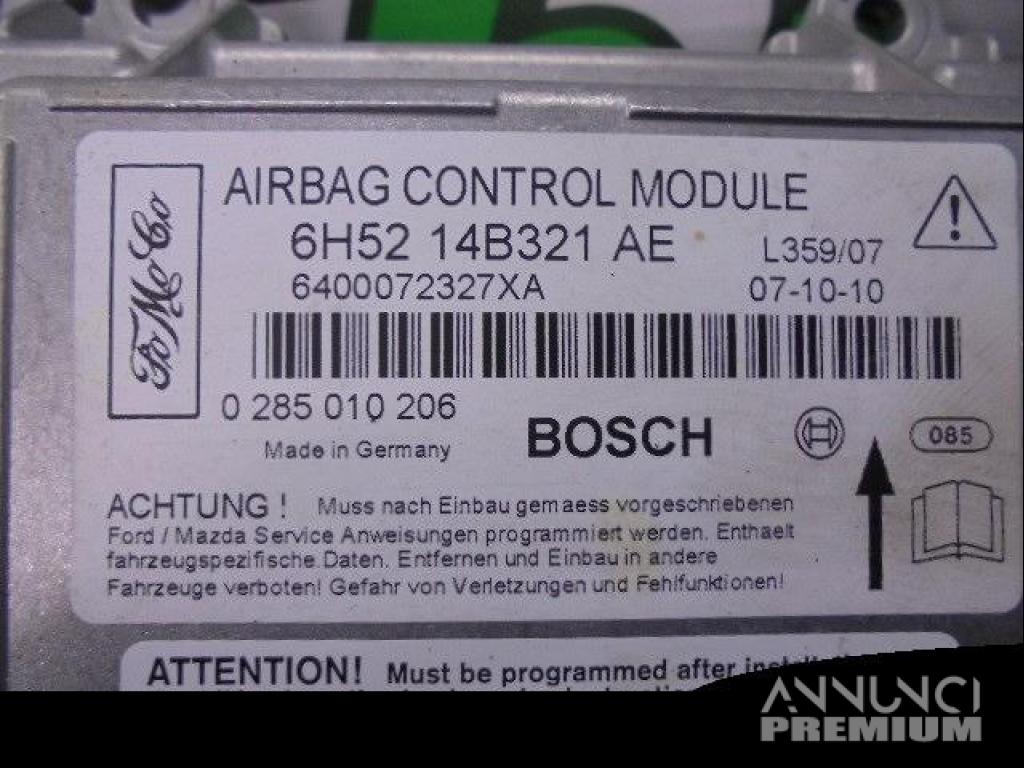 FoMoCo
AIRBAG CONTROL MODULE
6H52 14B321 AE
L359/07
6400072327XA
07-10-10
0 285 010 206
Made in Germany
BOSCH
085
ACHTUNG ! Muss nach Einbau gemaess vorgeschriebenen
Ford / Mazda Service Anweisungen programmiert werden. Enthaelt
fahrzeugspezifische Daten. Entfernen und Einbau in andere
Fahrzeuge verboten! Gefahr von Verletzungen und Fehlfunktionen!
ATTENTION! Must be programmed after
ANNUNCI
PREMIUM